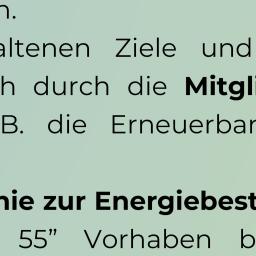 n.
altenen Ziele und
h durch die Mitgli
B. die Erneuerbar
nie zur Energiebest
55” Vorhaben b